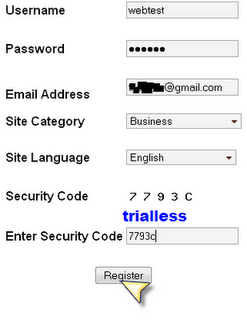 Username webtest
Password ●●●●●●
Email Address @gmail.com
Site Category Business
Site Language English
Security Code 7 7 9 3 C
trialless
Enter Security Code 7793c
Register